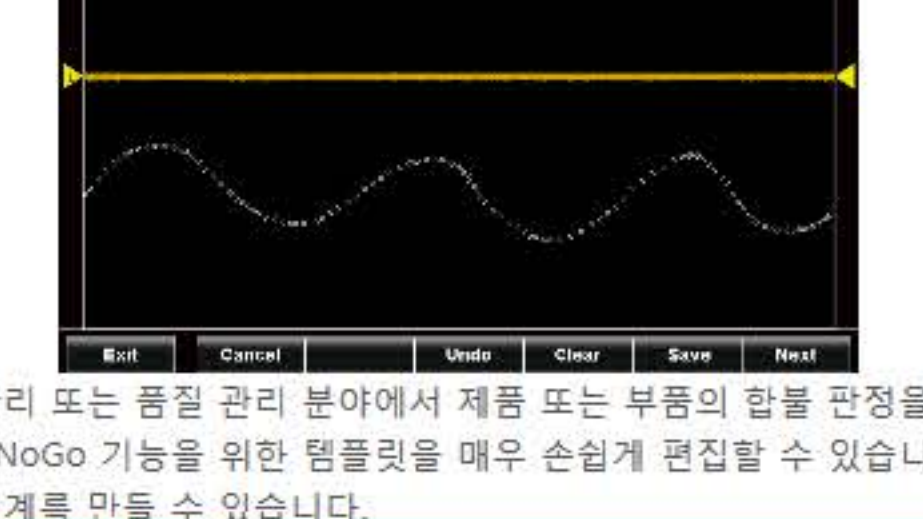 Exit Cancel Undo Clear Save Next
리 또는 품질 관리 분야에서 제품 또는 부품의 합불 판정을
NoGo 기능을 위한 템플릿을 매우 손쉽게 편집할 수 있습니
계를 만들 수 있습니다.